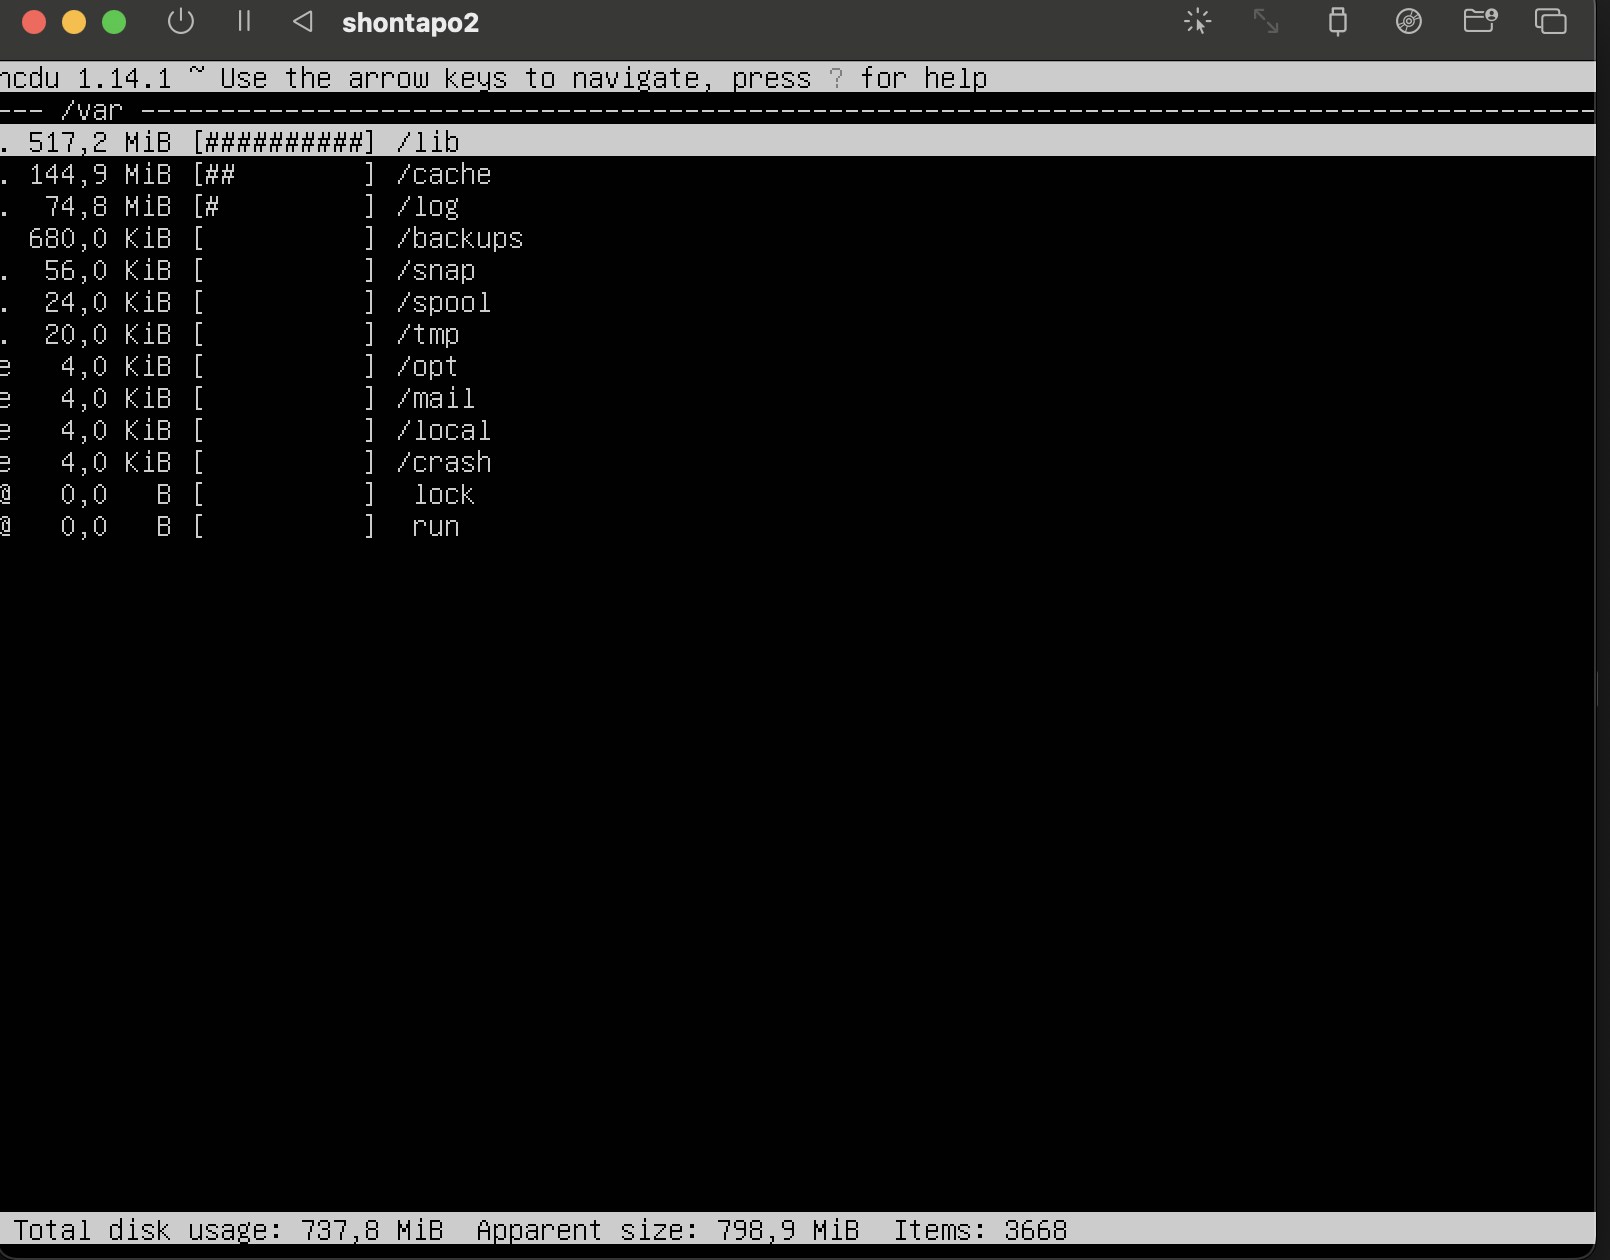 shontapo2
ncdu 1.14.1 ~ Use the arrow keys to navigate, press ? for help
--- /var -------------------------------------------------------------------------------------------
. 517,2 MiB [##########] /lib
. 144,9 MiB [##        ] /cache
.  74,8 MiB [#         ] /log
  680,0 KiB [          ] /backups
.  56,0 KiB [          ] /snap
.  24,0 KiB [          ] /spool
.  20,0 KiB [          ] /tmp
e   4,0 KiB [          ] /opt
e   4,0 KiB [          ] /mail
e   4,0 KiB [          ] /local
e   4,0 KiB [          ] /crash
@   0,0   B [          ]  lock
@   0,0   B [          ]  run
Total disk usage: 737,8 MiB  Apparent size: 798,9 MiB  Items: 3668